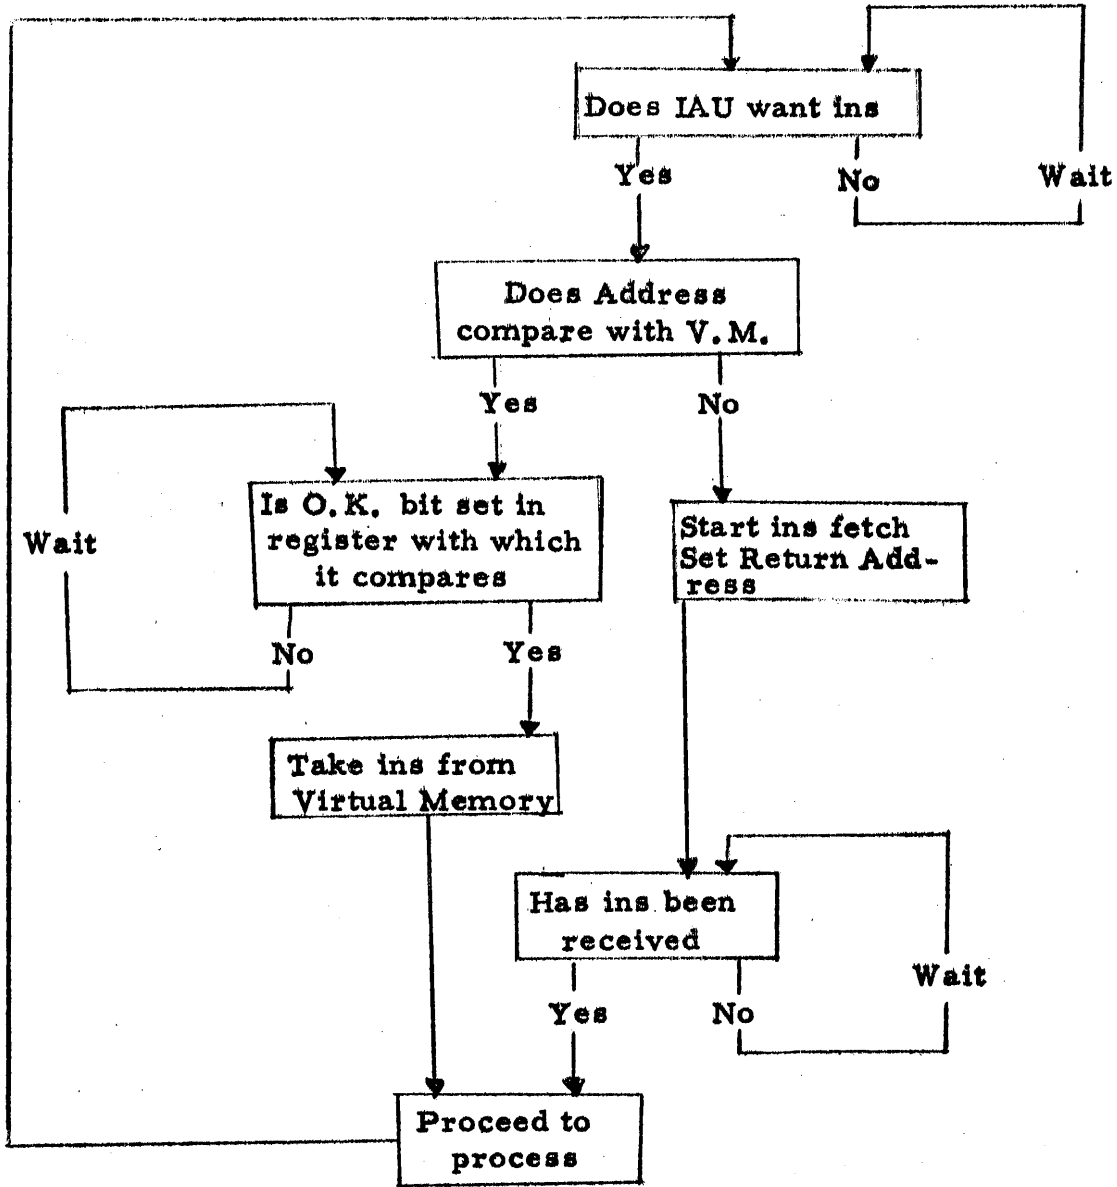 Does IAU want ins
Yes
No
Wait
Does Address
compare with V.M.
Yes
No
Is O.K. bit set in
register with which
it compares
Wait
Start ins fetch
Set Return Add-
ress
No
Yes
Take ins from
Virtual Memory
Has ins been
received
Wait
Yes
No
Proceed to
process